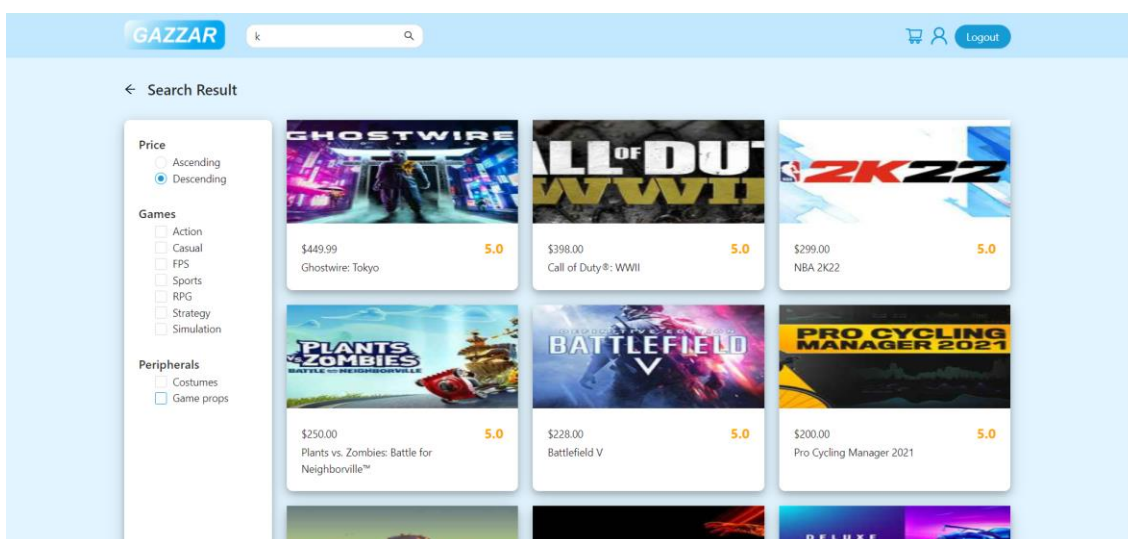 GAZZAR
k
Logout
← Search Result
Price
Ascending
Descending
Games
Action
Casual
FPS
Sports
RPG
Strategy
Simulation
Peripherals
Costumes
Game props
GHOSTWIRE
$449.99 5.0
Ghostwire: Tokyo
ALL OF DUT
WWII
$398.00 5.0
Call of Duty®: WWII
2K22
$299.00 5.0
NBA 2K22
PLANTS
vs. ZOMBIES
BATTLE FOR NEIGHBORVILLE
$250.00 5.0
Plants vs. Zombies: Battle for
Neighborville™
BATTLEFIELD
V
$228.00 5.0
Battlefield V
PRO CYCLING
MANAGER 2021
$200.00 5.0
Pro Cycling Manager 2021
DELUXE